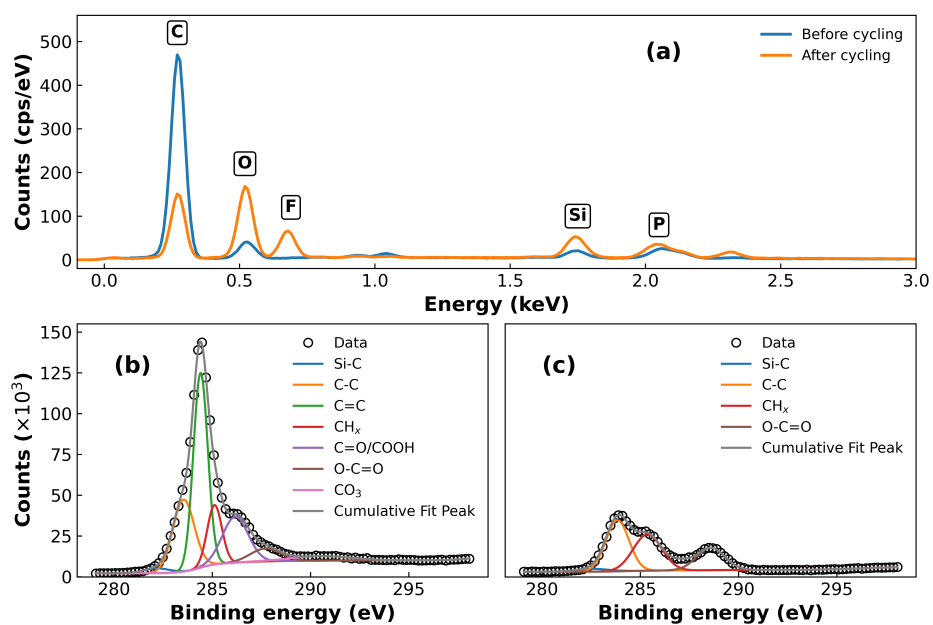 C
O
F
Si
P
(a)
Before cycling
After cycling
Counts (cps/eV)
500
400
300
200
100
0
0.0 0.5 1.0 1.5 2.0 2.5 3.0
Energy (keV)
(b)
Data
Si-C
C-C
C=C
CHₓ
C=O/COOH
O-C=O
CO₃
Cumulative Fit Peak
Counts (×10³)
150
125
100
75
50
25
0
280 285 290 295
Binding energy (eV)
(c)
Data
Si-C
C-C
CHₓ
O-C=O
Cumulative Fit Peak
280 285 290 295
Binding energy (eV)